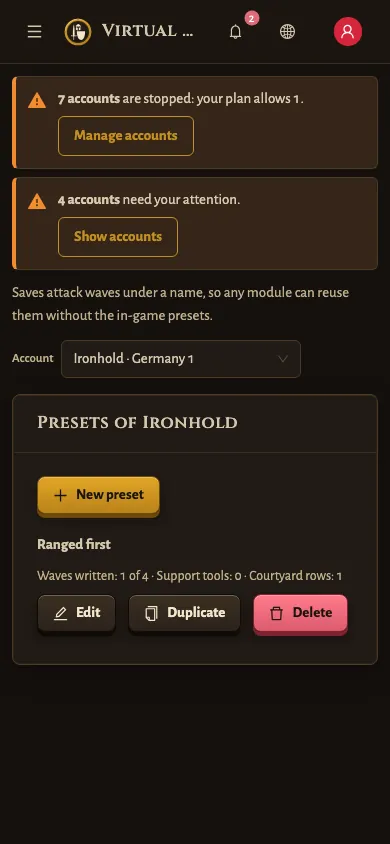 Virtual ...
2
7 accounts are stopped: your plan allows 1.
Manage accounts
4 accounts need your attention.
Show accounts
Saves attack waves under a name, so any module can reuse
them without the in-game presets.
Account
Ironhold · Germany 1
Presets of Ironhold
New preset
Ranged first
Waves written: 1 of 4 · Support tools: 0 · Courtyard rows: 1
Edit
Duplicate
Delete